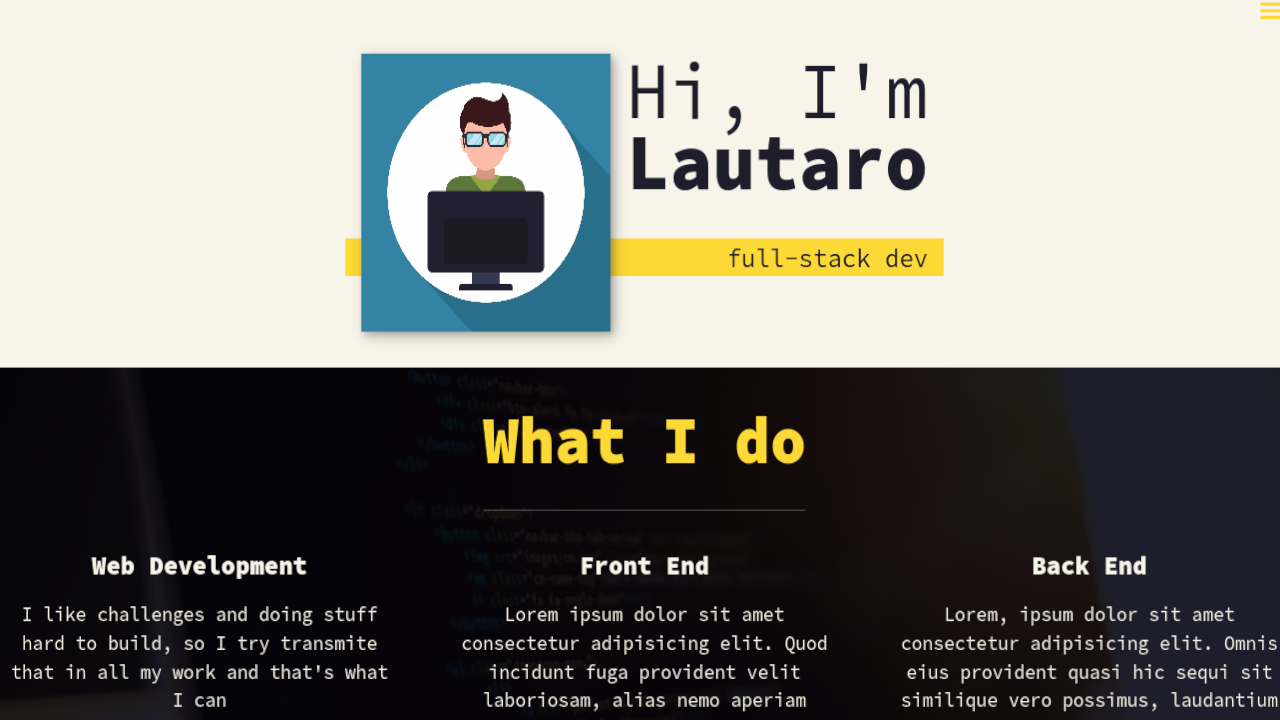 Hi, I'm
Lautaro
full-stack dev
What I do
Web Development
I like challenges and doing stuff
hard to build, so I try transmite
that in all my work and that's what
I can
Front End
Lorem ipsum dolor sit amet
consectetur adipisicing elit. Quod
incidunt fuga provident velit
laboriosam, alias nemo aperiam
Back End
Lorem, ipsum dolor sit amet
consectetur adipisicing elit. Omnis
eius provident quasi hic sequi sit
similique vero possimus, laudantium